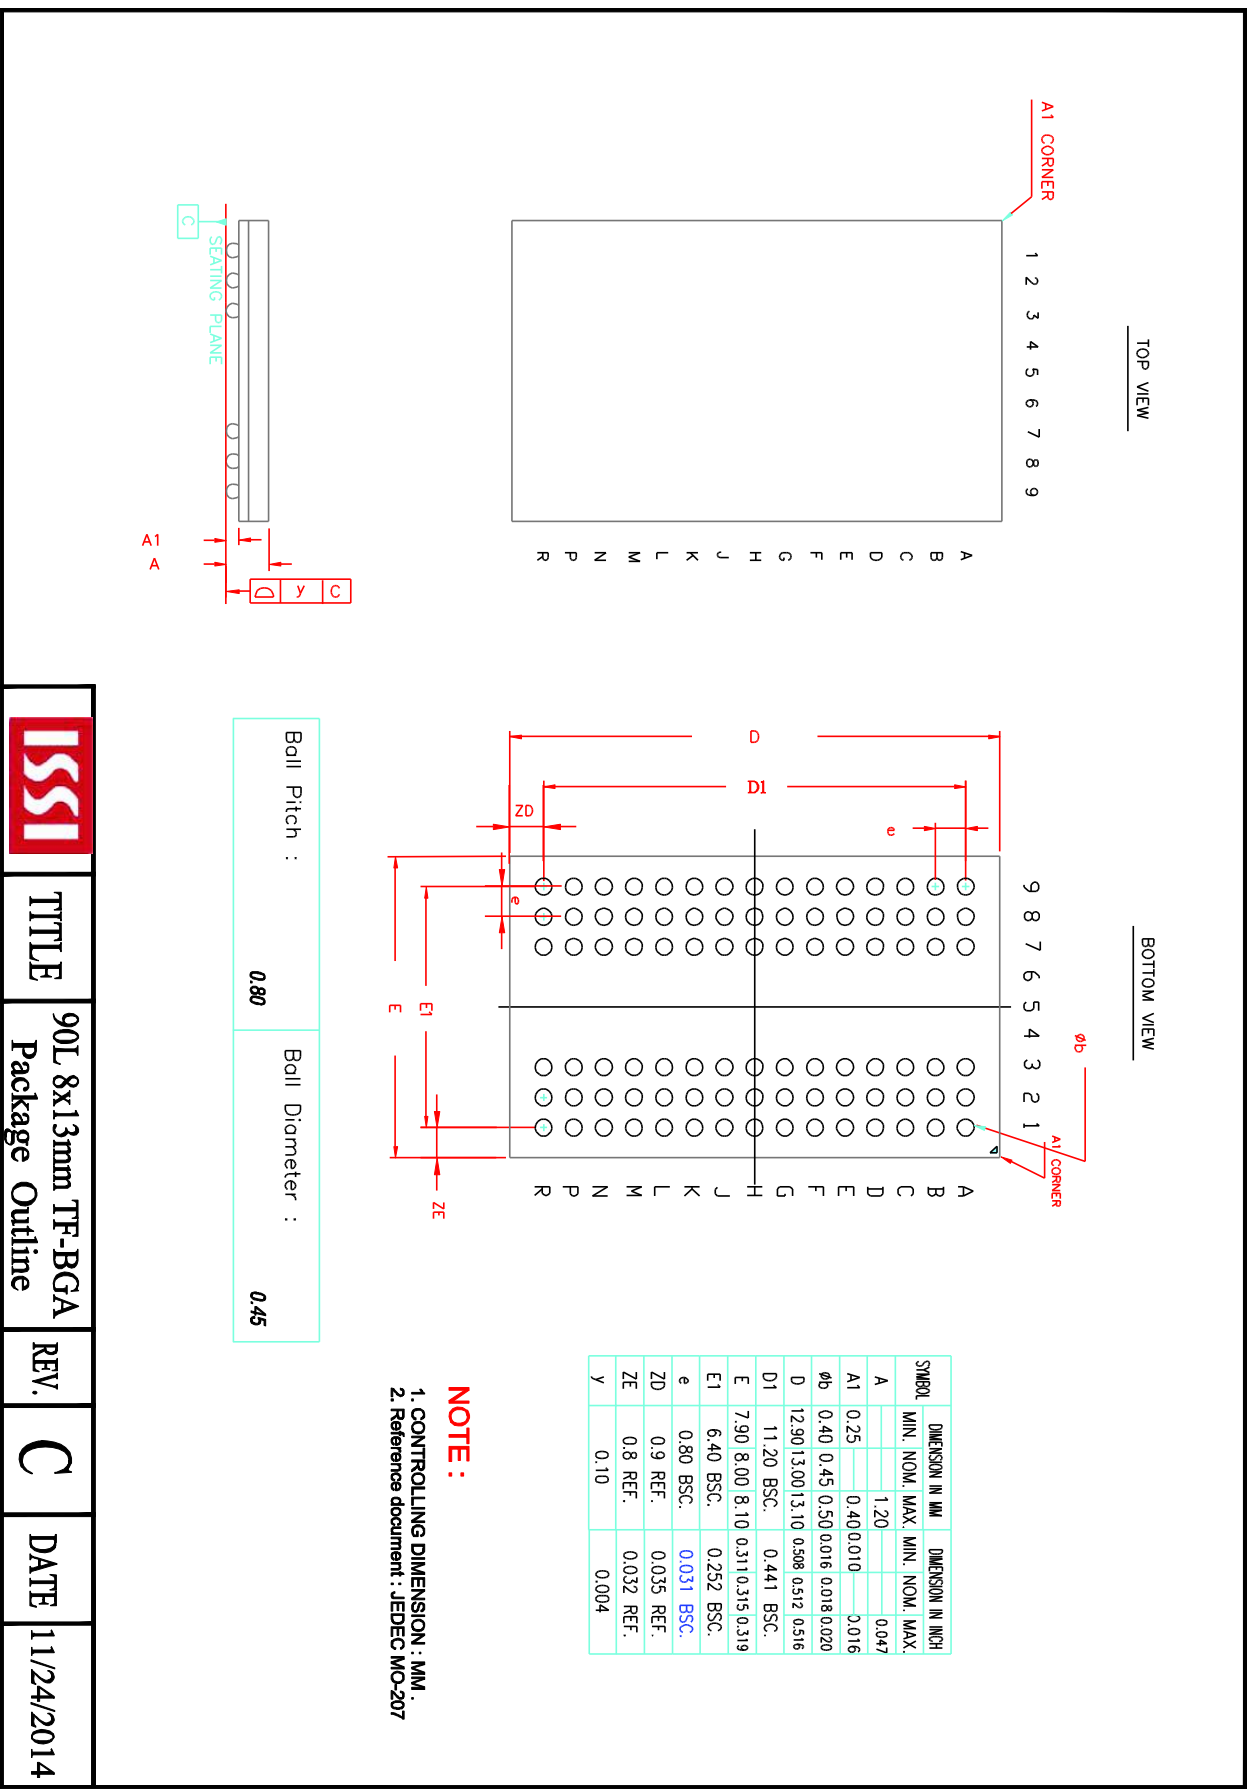 TOP VIEW
A1 CORNER
1 2 3 4 5 6 7 8 9
A
B
C
D
E
F
G
H
J
K
L
M
N
P
R
C
SEATING PLANE
A1
A
y C
BOTTOM VIEW
Øb
A1 CORNER
9 8 7 6 5 4 3 2 1
A
B
C
D
E
F
G
H
J
K
L
M
N
P
R
D
D1
e
ZD
e
E1
E
ZE
SYMBOL DIMENSION IN MM DIMENSION IN INCH
MIN. NOM. MAX. MIN. NOM. MAX.
A 1.20 0.047
A1 0.25 0.40 0.010 0.016
Øb 0.40 0.45 0.50 0.016 0.018 0.020
D 12.90 13.00 13.10 0.508 0.512 0.516
D1 11.20 BSC. 0.441 BSC.
E 7.90 8.00 8.10 0.311 0.315 0.319
E1 6.40 BSC. 0.252 BSC.
e 0.80 BSC. 0.031 BSC.
ZD 0.9 REF. 0.035 REF.
ZE 0.8 REF. 0.032 REF.
y 0.10 0.004
NOTE :
1. CONTROLLING DIMENSION : MM .
2. Reference document : JEDEC MO-207
Ball Pitch :
0.80
Ball Diameter :
0.45
ISSI
TITLE
90L 8x13mm TF-BGA
Package Outline
REV.
C
DATE
11/24/2014